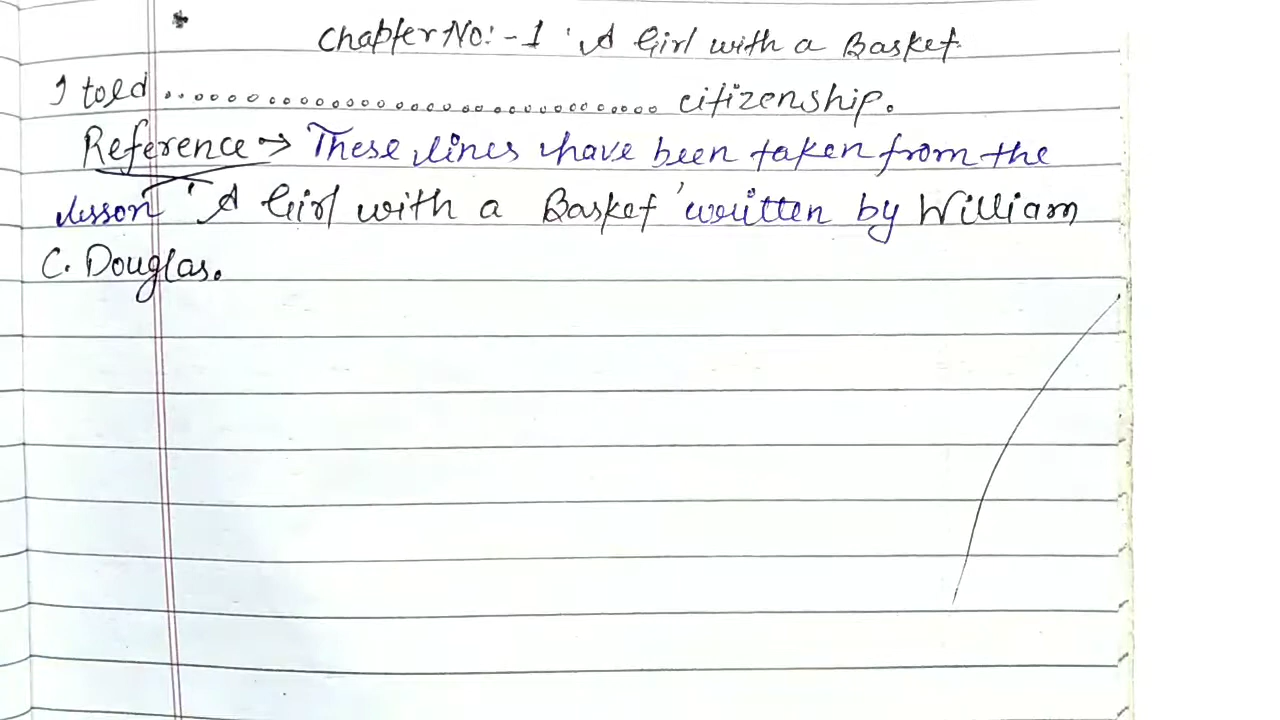 Chapter No:-1 'A Girl with a Basket
I told .................................... citizenship.
Reference → These lines have been taken from the
lesson 'A Girl with a Basket' written by William
C. Douglas.